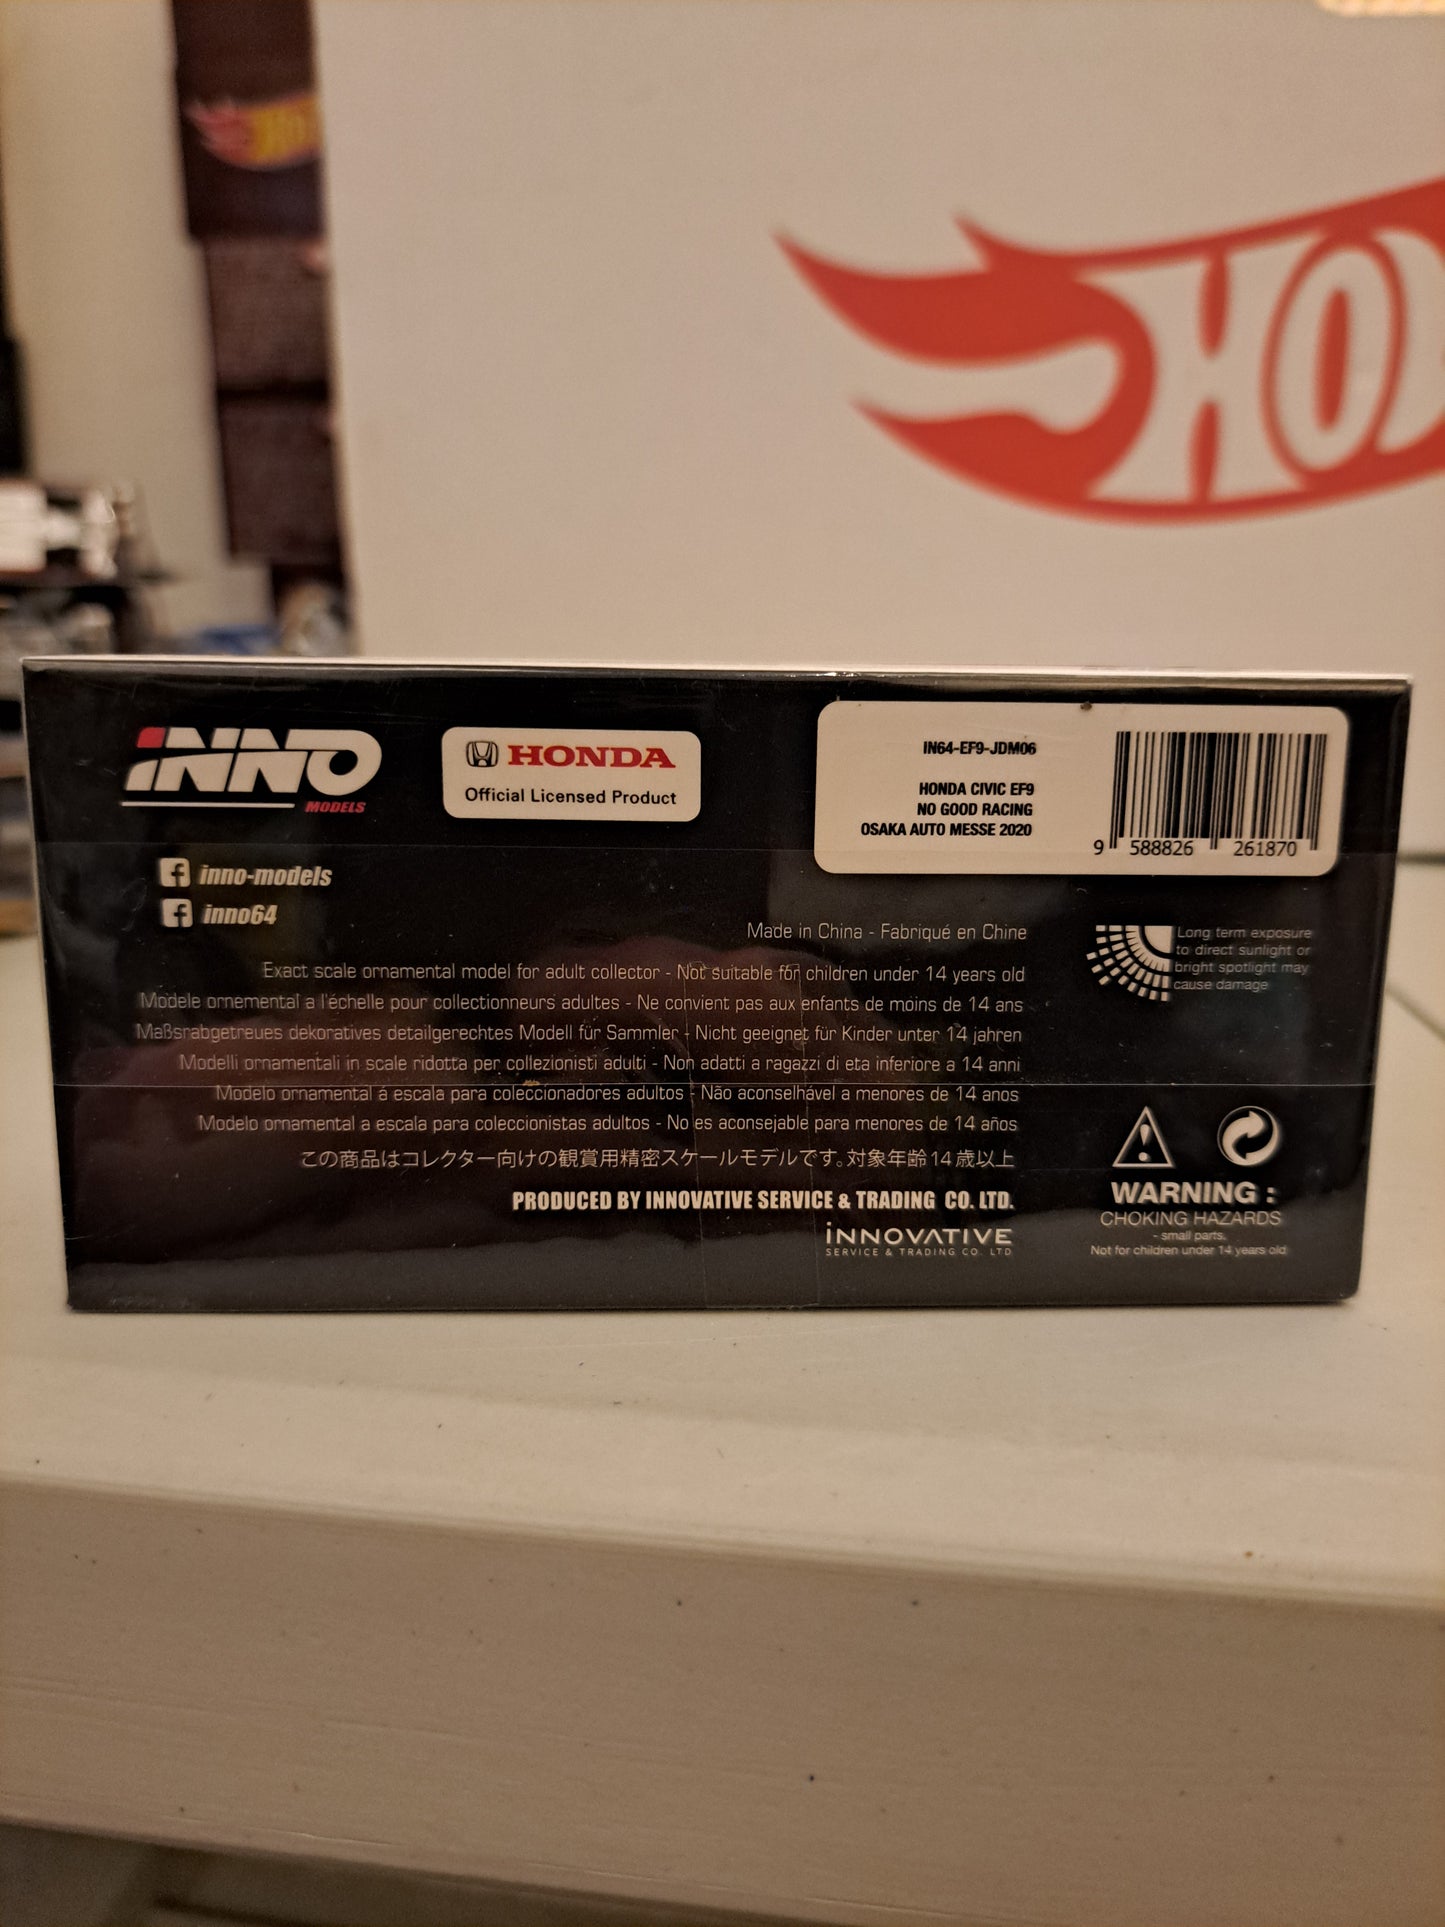 HO
HO
iNNO
MODELS
HONDA
Official Licensed Product
IN64-EF9-JDM06
HONDA CIVIC EF9
NO GOOD RACING
OSAKA AUTO MESSE 2020
9 588826 261870
inno-models
inno64
Made in China - Fabriqué en Chine
Exact scale ornamental model for adult collector - Not suitable for children under 14 years old
Modele ornemental a l'échelle pour collectionneurs adultes - Ne convient pas aux enfants de moins de 14 ans
Maßsrabgetreues dekoratives detailgerechtes Modell für Sammler - Nicht geeignet für Kinder unter 14 jahren
Modelli ornamentali in scale ridotta per collezionisti adulti - Non adatti a ragazzi di eta inferiore a 14 anni
Modelo ornamental á escala para coleccionadores adultos - Não aconselhável a menores de 14 anos
Modelo ornamental a escala para coleccionistas adultos - No es aconsejable para menores de 14 años
この商品はコレクター向けの観賞用精密スケールモデルです。対象年齢14歳以上
PRODUCED BY INNOVATIVE SERVICE & TRADING CO. LTD.
iNNOVATIVE
SERVICE & TRADING CO. LTD
Long term exposure
to direct sunlight or
bright spotlight may
cause damage
WARNING :
CHOKING HAZARDS
- small parts.
Not for children under 14 years old